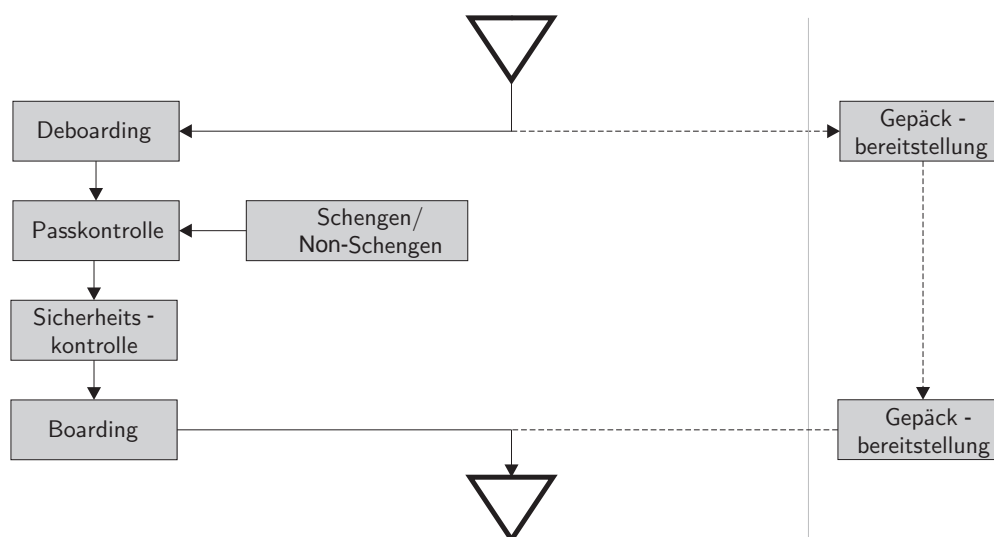 Deboarding
Gepäck -
bereitstellung
Passkontrolle
Schengen/
Non-Schengen
Sicherheits -
kontrolle
Boarding
Gepäck -
bereitstellung